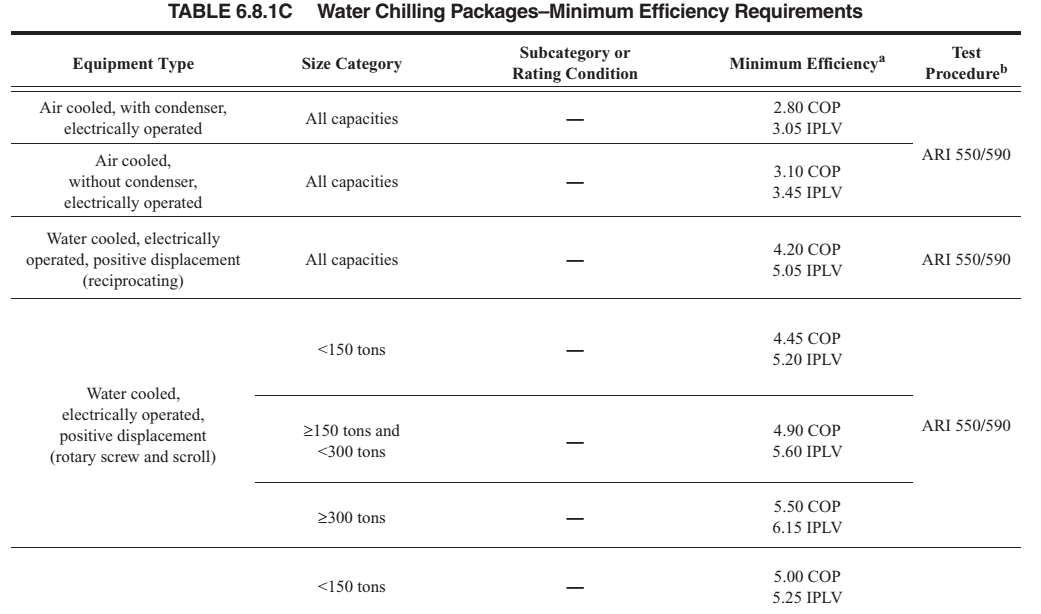 TABLE 6.8.1C Water Chilling Packages–Minimum Efficiency Requirements
Equipment Type
Size Category
Subcategory or
Rating Condition
Minimum Efficiencyᵃ
Test
Procedureᵇ
Air cooled, with condenser,
electrically operated
All capacities
—
2.80 COP
3.05 IPLV
ARI 550/590
Air cooled,
without condenser,
electrically operated
All capacities
—
3.10 COP
3.45 IPLV
Water cooled, electrically
operated, positive displacement
(reciprocating)
All capacities
—
4.20 COP
5.05 IPLV
ARI 550/590
Water cooled,
electrically operated,
positive displacement
(rotary screw and scroll)
<150 tons
—
4.45 COP
5.20 IPLV
ARI 550/590
≥150 tons and
<300 tons
—
4.90 COP
5.60 IPLV
≥300 tons
—
5.50 COP
6.15 IPLV
<150 tons
—
5.00 COP
5.25 IPLV